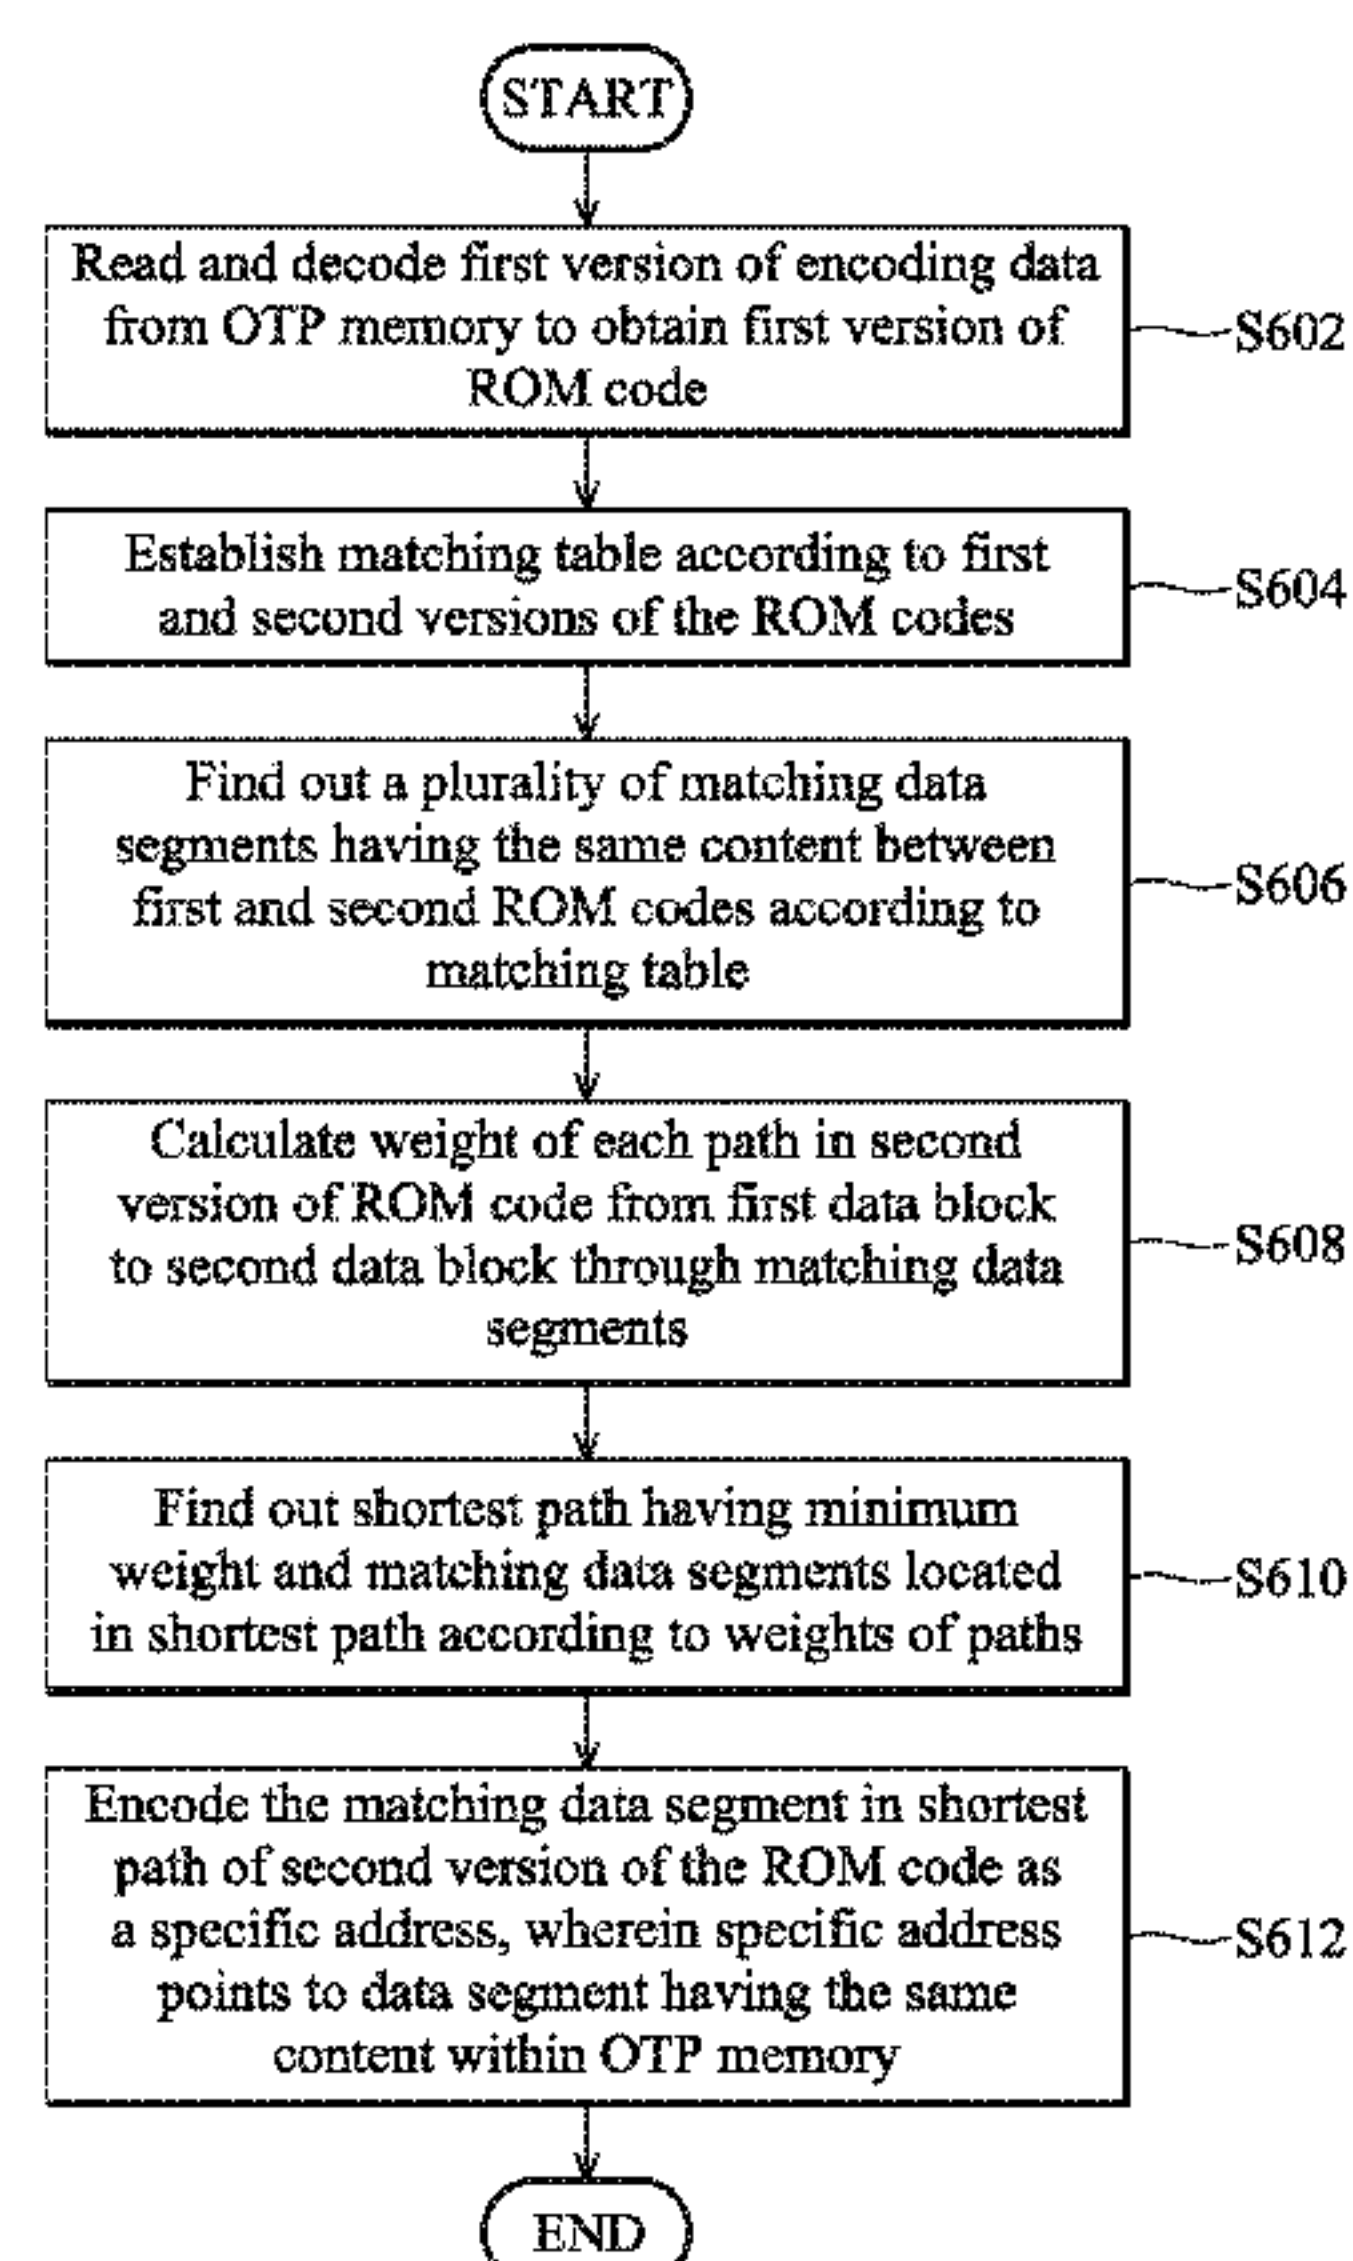 START
Read and decode first version of encoding data
from OTP memory to obtain first version of
ROM code
S602
Establish matching table according to first
and second versions of the ROM codes
S604
Find out a plurality of matching data
segments having the same content between
first and second ROM codes according to
matching table
S606
Calculate weight of each path in second
version of ROM code from first data block
to second data block through matching data
segments
S608
Find out shortest path having minimum
weight and matching data segments located
in shortest path according to weights of paths
S610
Encode the matching data segment in shortest
path of second version of the ROM code as
a specific address, wherein specific address
points to data segment having the same
content within OTP memory
S612
END